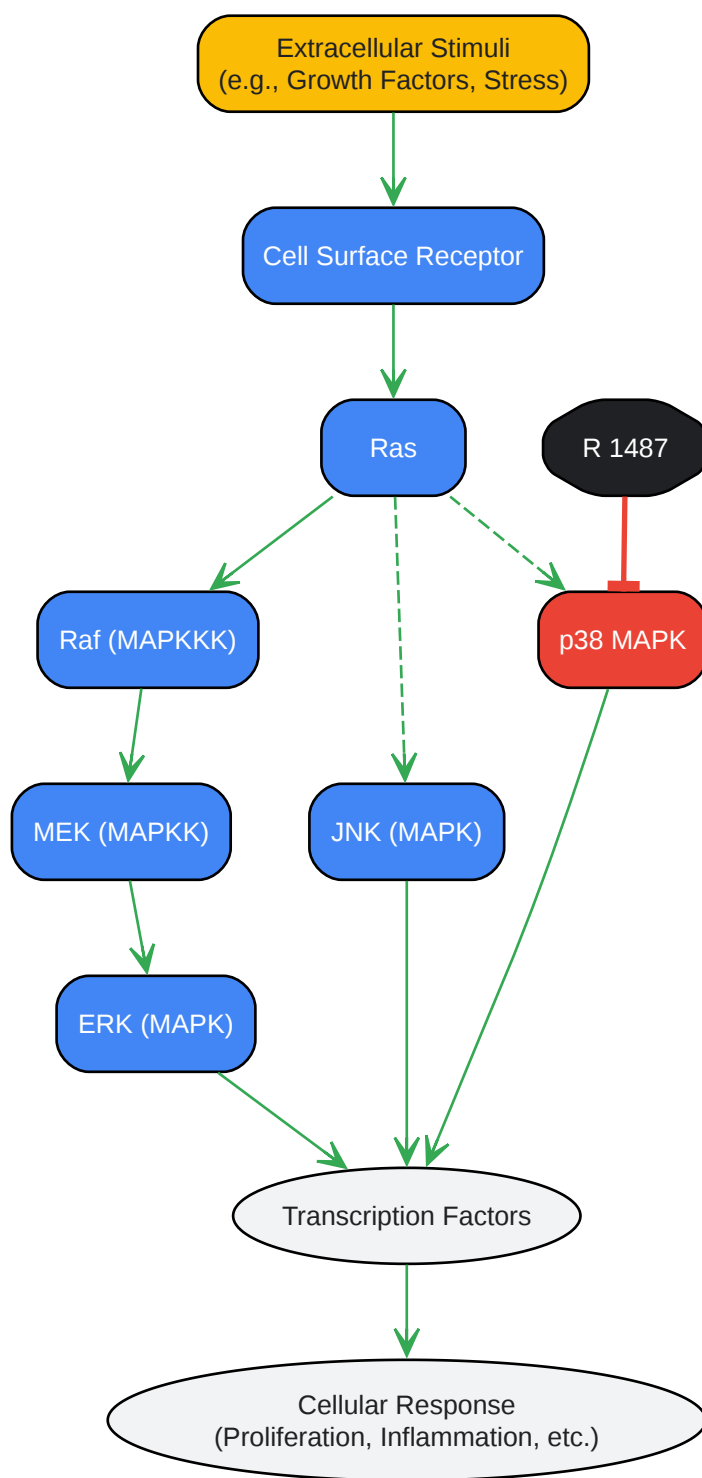 Extracellular Stimuli
(e.g., Growth Factors, Stress)
Cell Surface Receptor
Ras
R 1487
Raf (MAPKKK)
p38 MAPK
MEK (MAPKK)
JNK (MAPK)
ERK (MAPK)
Transcription Factors
Cellular Response
(Proliferation, Inflammation, etc.)